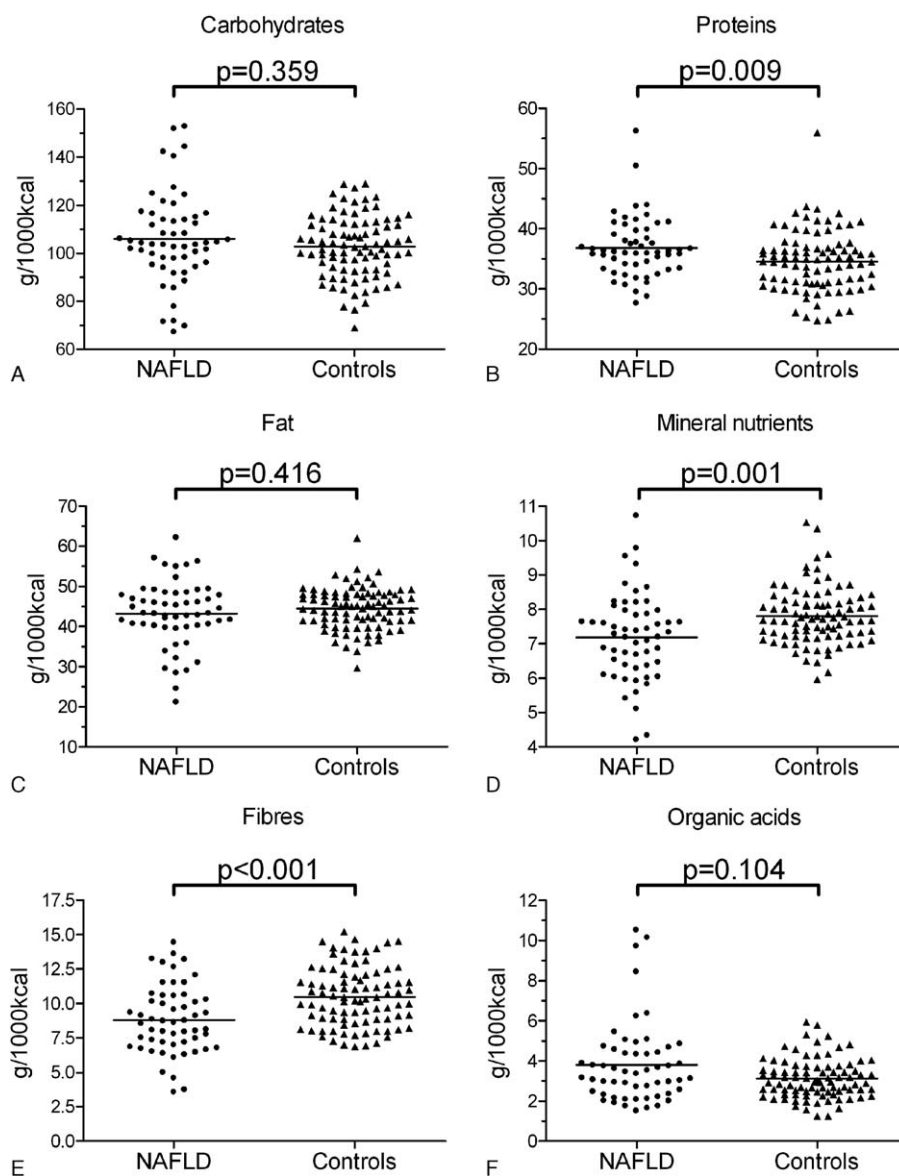 Carbohydrates
p=0.359
160
140
120
100
80
60
g/1000kcal
NAFLD Controls
A
Proteins
p=0.009
60
50
40
30
20
g/1000kcal
NAFLD Controls
B
Fat
p=0.416
70
60
50
40
30
20
10
g/1000kcal
NAFLD Controls
C
Mineral nutrients
p=0.001
11
10
9
8
7
6
5
4
g/1000kcal
NAFLD Controls
D
Fibres
p<0.001
17.5
15.0
12.5
10.0
7.5
5.0
2.5
0.0
g/1000kcal
NAFLD Controls
E
Organic acids
p=0.104
12
10
8
6
4
2
0
g/1000kcal
NAFLD Controls
F